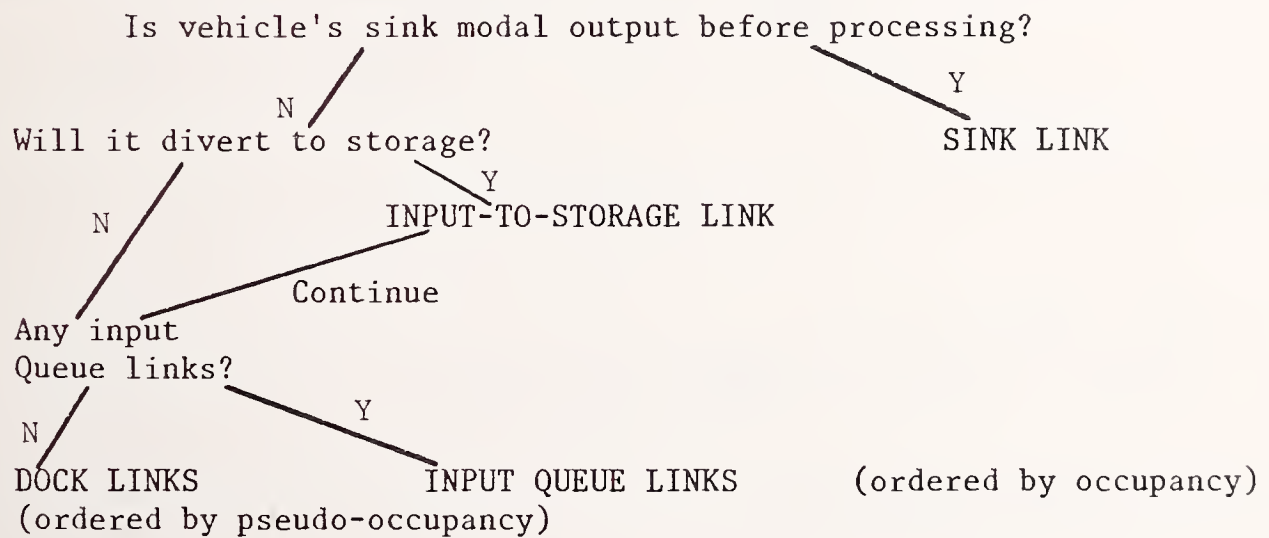 Is vehicle's sink modal output before processing?
N
Y
Will it divert to storage?
SINK LINK
Y
N
INPUT-TO-STORAGE LINK
Continue
Any input
Queue links?
Y
N
DOCK LINKS
INPUT QUEUE LINKS
(ordered by occupancy)
(ordered by pseudo-occupancy)